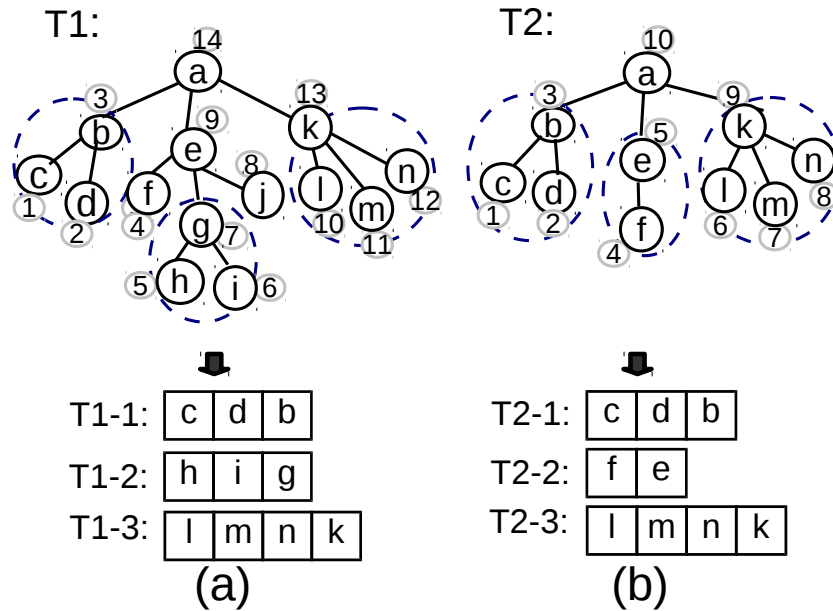 T1: T2:
14 10
a a
3 9 13 3 5 9
b e k b e k
c d f g j l m n c d f l m n
1 2 4 7 8 10 11 12 1 2 4 6 7 8
h i
5 6
T1-1: c d b T2-1: c d b
T1-2: h i g T2-2: f e
T1-3: l m n k T2-3: l m n k
(a) (b)